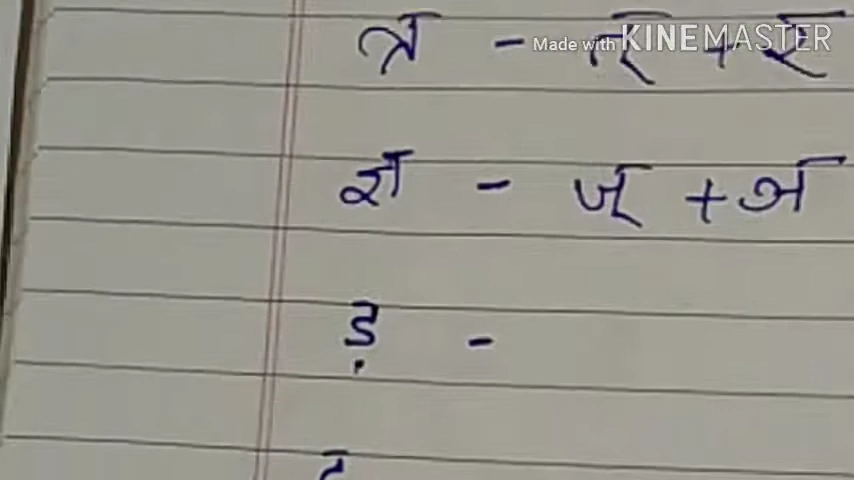 त्र - त् + र
Made with KINEMASTER
ज्ञ - ज् + ञ
ड़ -